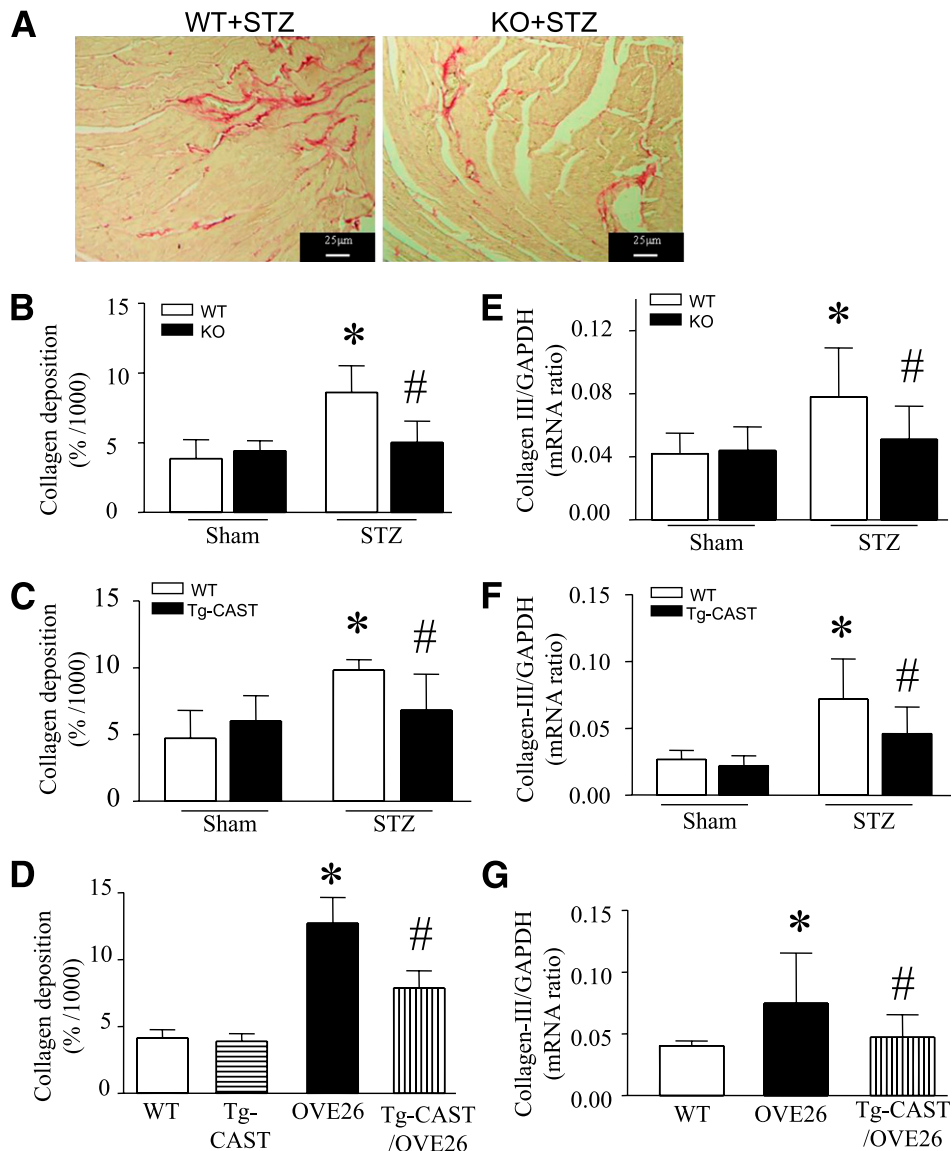 A
WT+STZ
KO+STZ
25μm
25μm
B
Collagen deposition
(% /1000)
15
10
5
0
WT
KO
*
#
Sham
STZ
E
Collagen III/GAPDH
(mRNA ratio)
0.12
0.08
0.04
0.00
WT
KO
*
#
Sham
STZ
C
Collagen deposition
(% /1000)
15
10
5
0
WT
Tg-CAST
*
#
Sham
STZ
F
Collagen-III/GAPDH
(mRNA ratio)
0.15
0.10
0.05
0.00
WT
Tg-CAST
*
#
Sham
STZ
D
Collagen deposition
(% /1000)
15
10
5
0
*
#
WT
Tg-
CAST
OVE26
Tg-CAST
/OVE26
G
Collagen-III/GAPDH
(mRNA ratio)
0.15
0.10
0.05
0.00
*
#
WT
OVE26
Tg-CAST
/OVE26